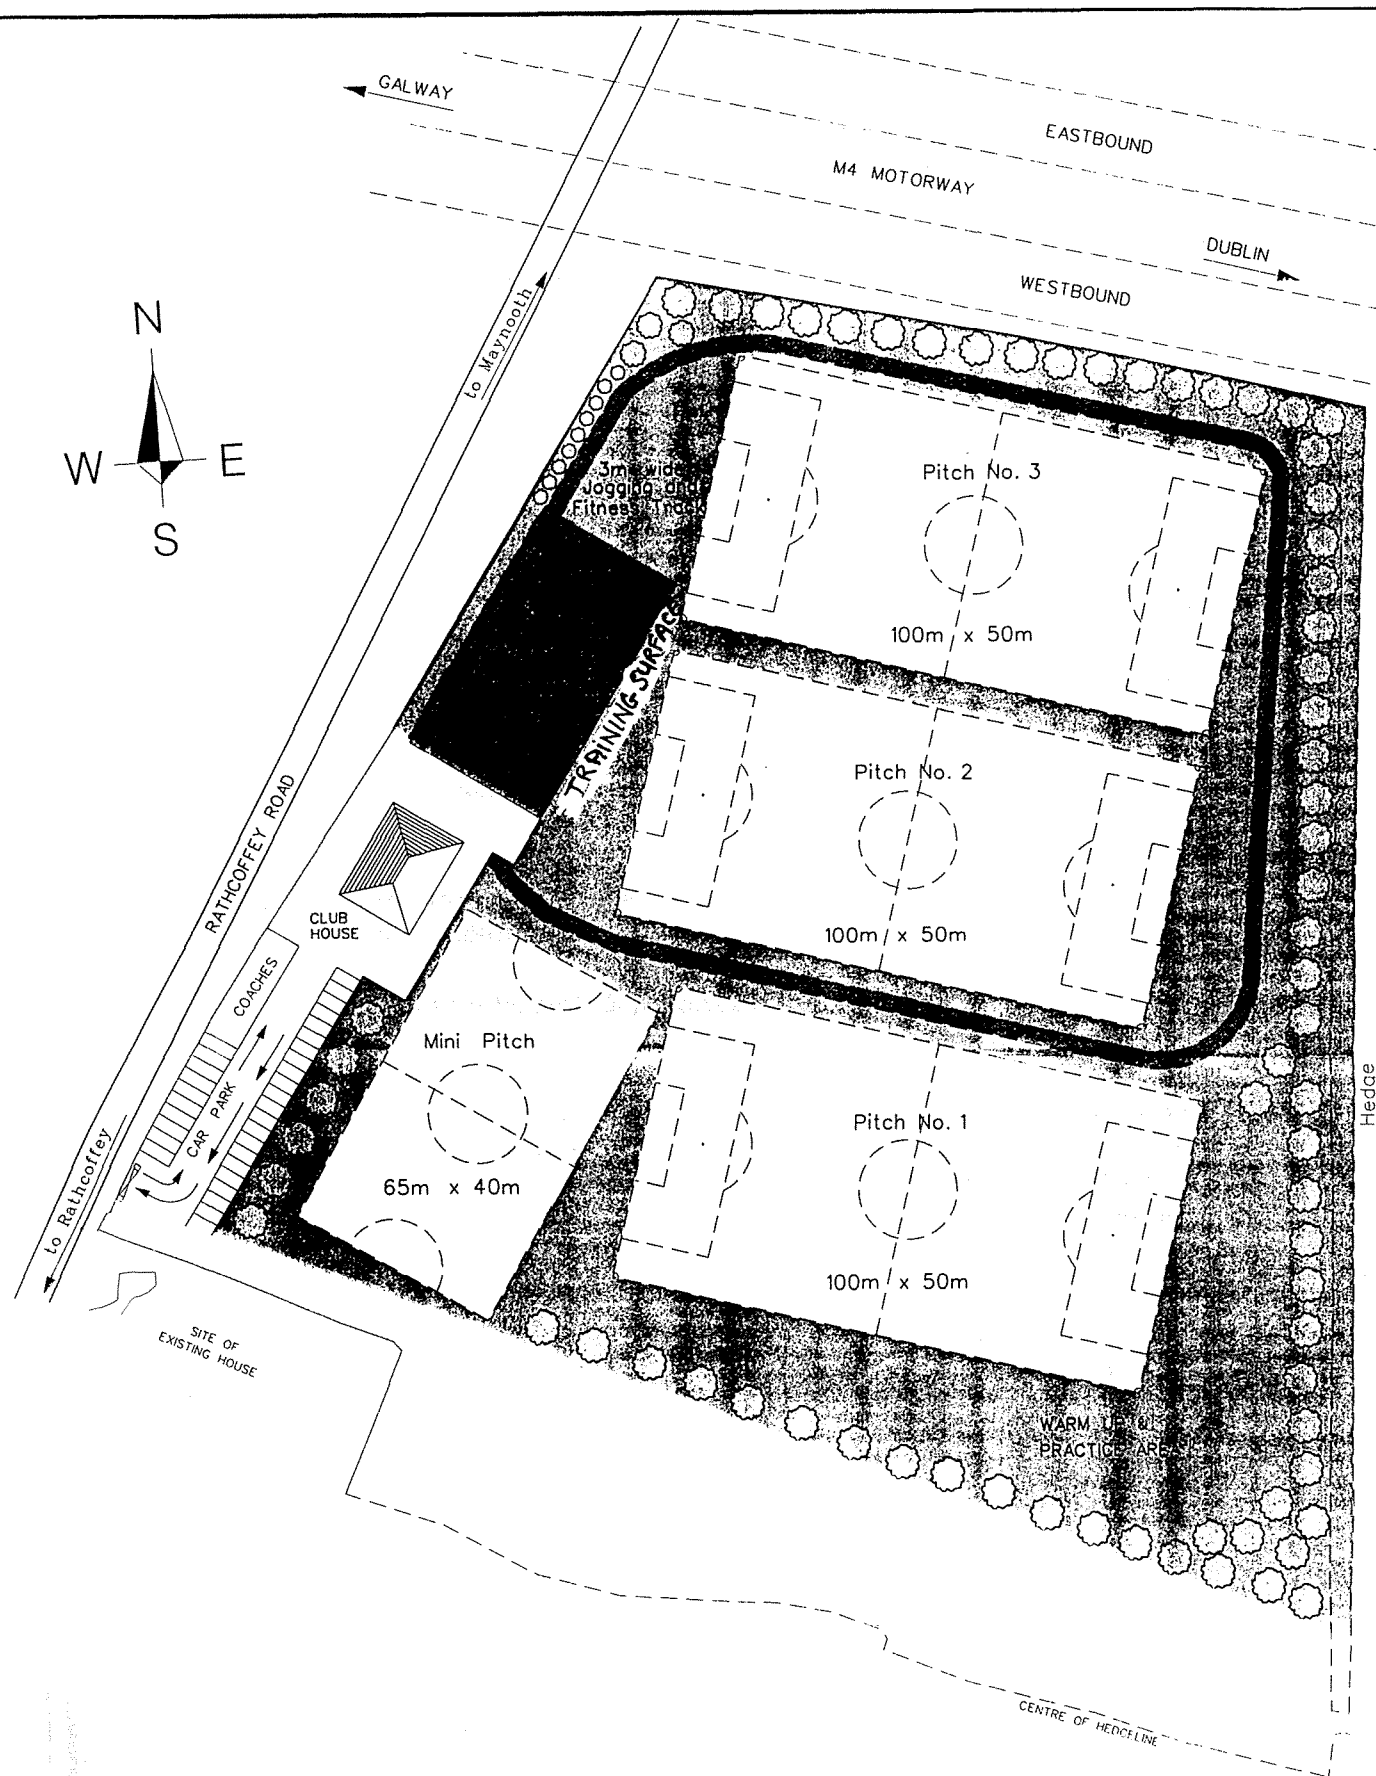 GALWAY
EASTBOUND
M4 MOTORWAY
DUBLIN
WESTBOUND
N
W E
S
to Maynooth
3m wide
Jogging and
Fitness Track
Pitch No. 3
100m x 50m
TRAINING SURFACE
Pitch No. 2
100m x 50m
RATHCOFFEY ROAD
CLUB
HOUSE
COACHES
CAR PARK
Mini Pitch
65m x 40m
Pitch No. 1
100m x 50m
Hedge
to Rathcoffey
SITE OF
EXISTING HOUSE
WARM UP &
PRACTICE AREA
CENTRE OF HEDGELINE